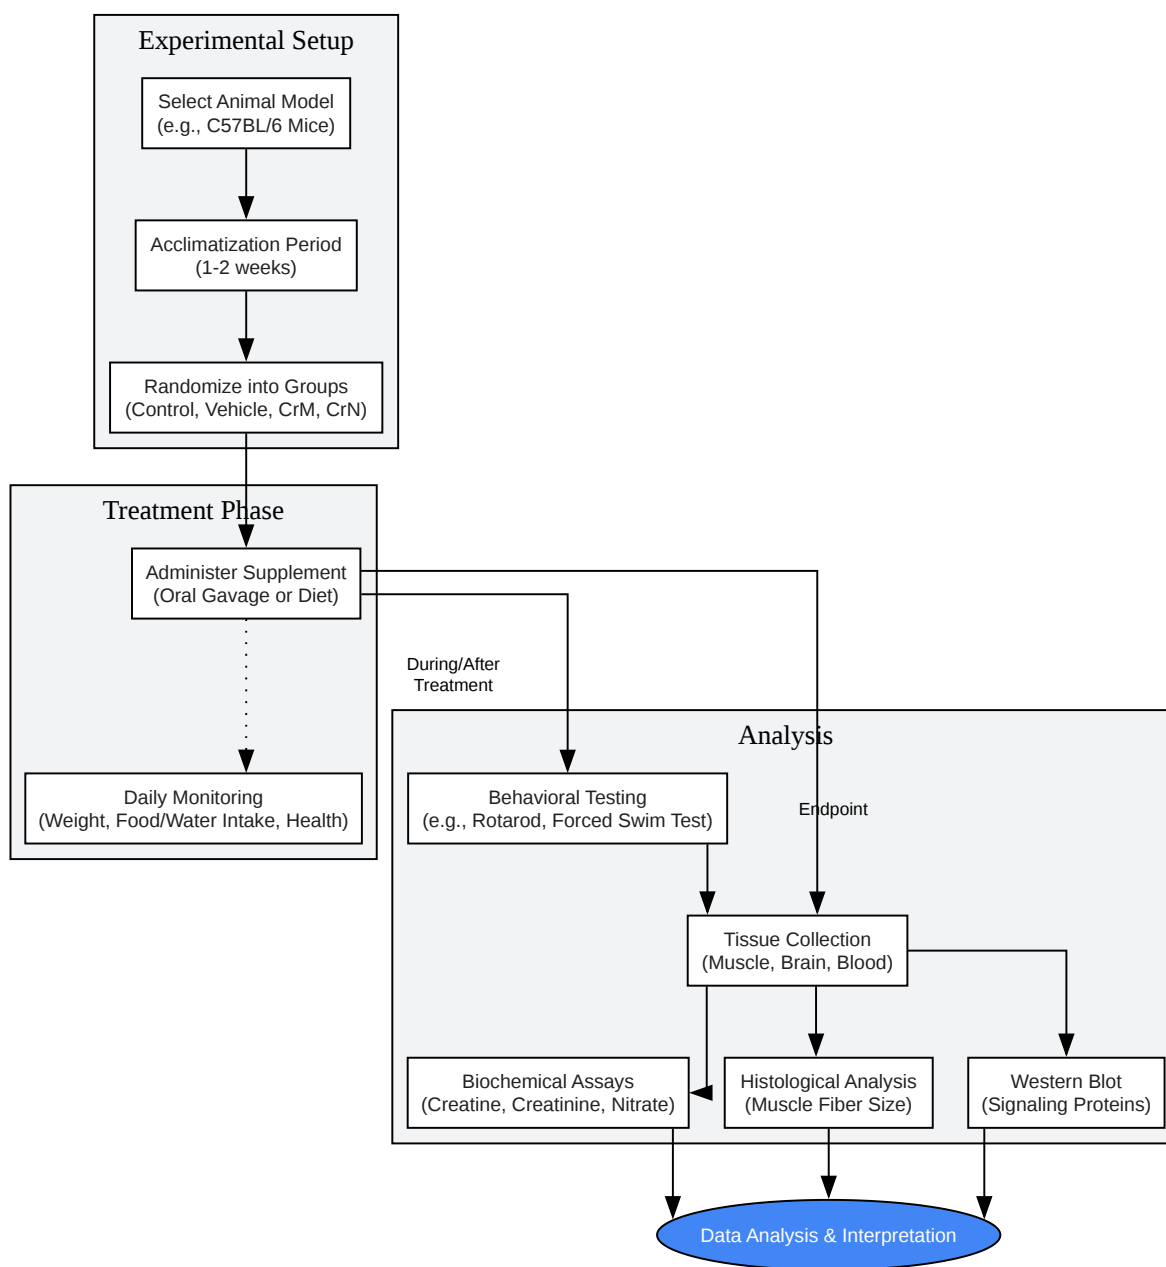 Experimental Setup
Select Animal Model
(e.g., C57BL/6 Mice)
Acclimatization Period
(1-2 weeks)
Randomize into Groups
(Control, Vehicle, CrM, CrN)
Treatment Phase
Administer Supplement
(Oral Gavage or Diet)
During/After
Treatment
Daily Monitoring
(Weight, Food/Water Intake, Health)
Analysis
Behavioral Testing
(e.g., Rotarod, Forced Swim Test)
Endpoint
Tissue Collection
(Muscle, Brain, Blood)
Biochemical Assays
(Creatine, Creatinine, Nitrate)
Histological Analysis
(Muscle Fiber Size)
Western Blot
(Signaling Proteins)
Data Analysis & Interpretation